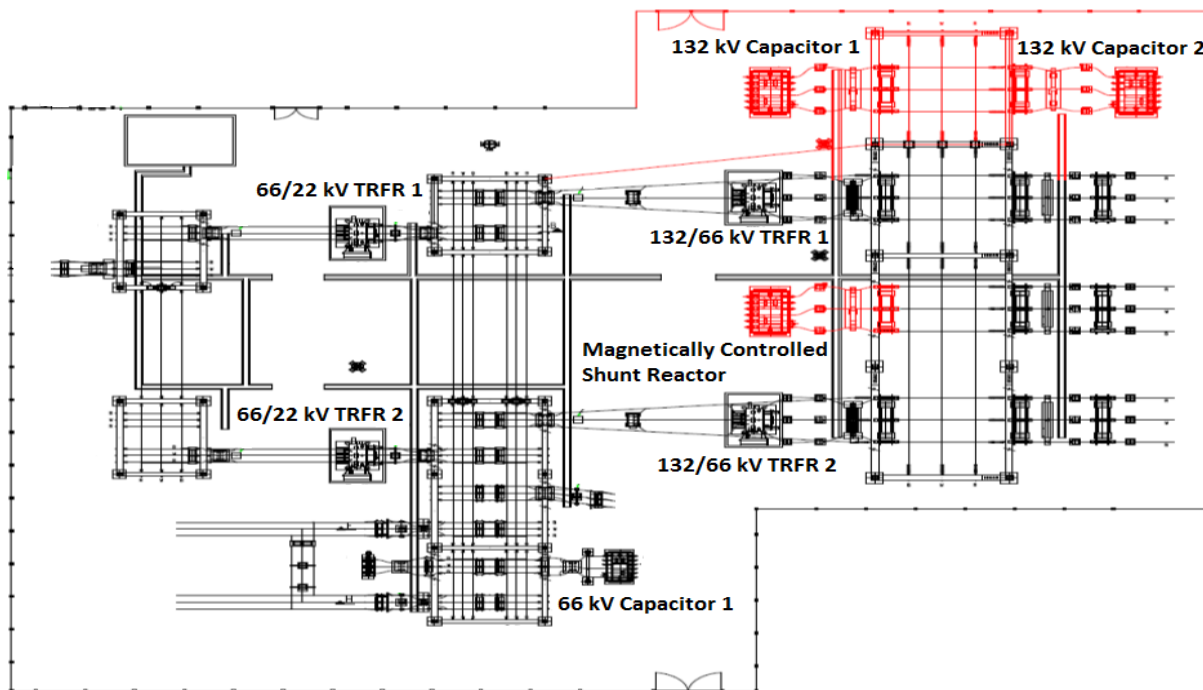 132 kV Capacitor 1
132 kV Capacitor 2
66/22 kV TRFR 1
132/66 kV TRFR 1
Magnetically Controlled
Shunt Reactor
66/22 kV TRFR 2
132/66 kV TRFR 2
66 kV Capacitor 1